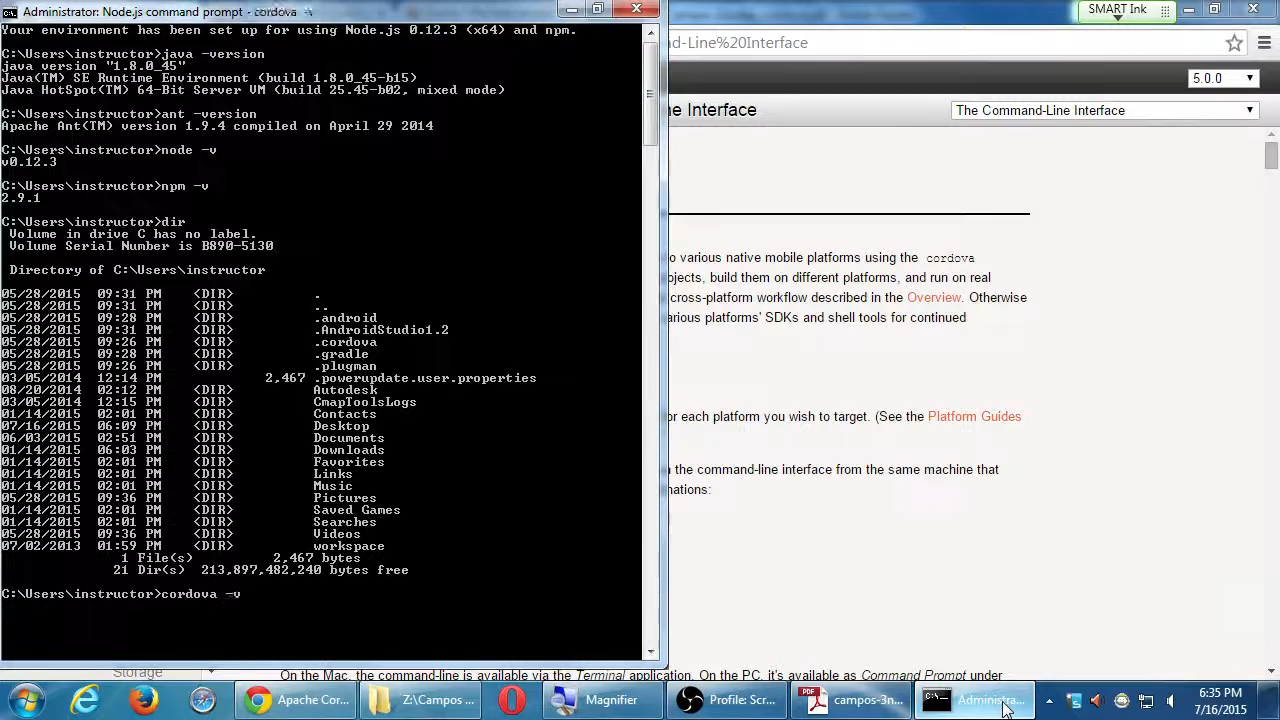 Administrator: Node.js command prompt - cordova -v
Your environment has been set up for using Node.js 0.12.3 (x64) and npm.
C:\Users\instructor>java -version
java version "1.8.0_45"
Java(TM) SE Runtime Environment (build 1.8.0_45-b15)
Java HotSpot(TM) 64-Bit Server VM (build 25.45-b02, mixed mode)
C:\Users\instructor>ant -version
Apache Ant(TM) version 1.9.4 compiled on April 29 2014
C:\Users\instructor>node -v
v0.12.3
C:\Users\instructor>npm -v
2.9.1
C:\Users\instructor>dir
Volume in drive C has no label.
Volume Serial Number is B890-5130
Directory of C:\Users\instructor
05/28/2015 09:31 PM <DIR> .
05/28/2015 09:31 PM <DIR> ..
05/28/2015 09:28 PM <DIR> .android
05/28/2015 09:31 PM <DIR> .AndroidStudio1.2
05/28/2015 09:26 PM <DIR> .cordova
05/28/2015 09:28 PM <DIR> .gradle
05/28/2015 09:26 PM <DIR> .plugman
03/05/2014 12:14 PM 2,467 .powerupdate.user.properties
08/20/2014 02:12 PM <DIR> Autodesk
03/05/2014 12:15 PM <DIR> CmapToolsLogs
01/14/2015 02:01 PM <DIR> Contacts
07/16/2015 06:09 PM <DIR> Desktop
06/03/2015 02:51 PM <DIR> Documents
01/14/2015 06:03 PM <DIR> Downloads
01/14/2015 02:01 PM <DIR> Favorites
01/14/2015 02:01 PM <DIR> Links
01/14/2015 02:01 PM <DIR> Music
05/28/2015 09:36 PM <DIR> Pictures
01/14/2015 02:01 PM <DIR> Saved Games
01/14/2015 02:01 PM <DIR> Searches
05/28/2015 09:36 PM <DIR> Videos
07/02/2013 01:59 PM <DIR> workspace
1 File(s) 2,467 bytes
21 Dir(s) 213,897,482,240 bytes free
C:\Users\instructor>cordova -v
SMART Ink
d-Line%20Interface
5.0.0
ne Interface
The Command-Line Interface
o various native mobile platforms using the cordova
ojects, build them on different platforms, and run on real
cross-platform workflow described in the Overview. Otherwise
arious platforms' SDKs and shell tools for continued
or each platform you wish to target. (See the Platform Guides
n the command-line interface from the same machine that
nations:
Storage
On the Mac, the command-line is available via the Terminal application. On the PC, it's available as Command Prompt under
Apache Cor...
Z:\Campos ...
Magnifier
Profile: Scr...
PDF
campos-3n...
C:\.
Administra...
6:35 PM
7/16/2015